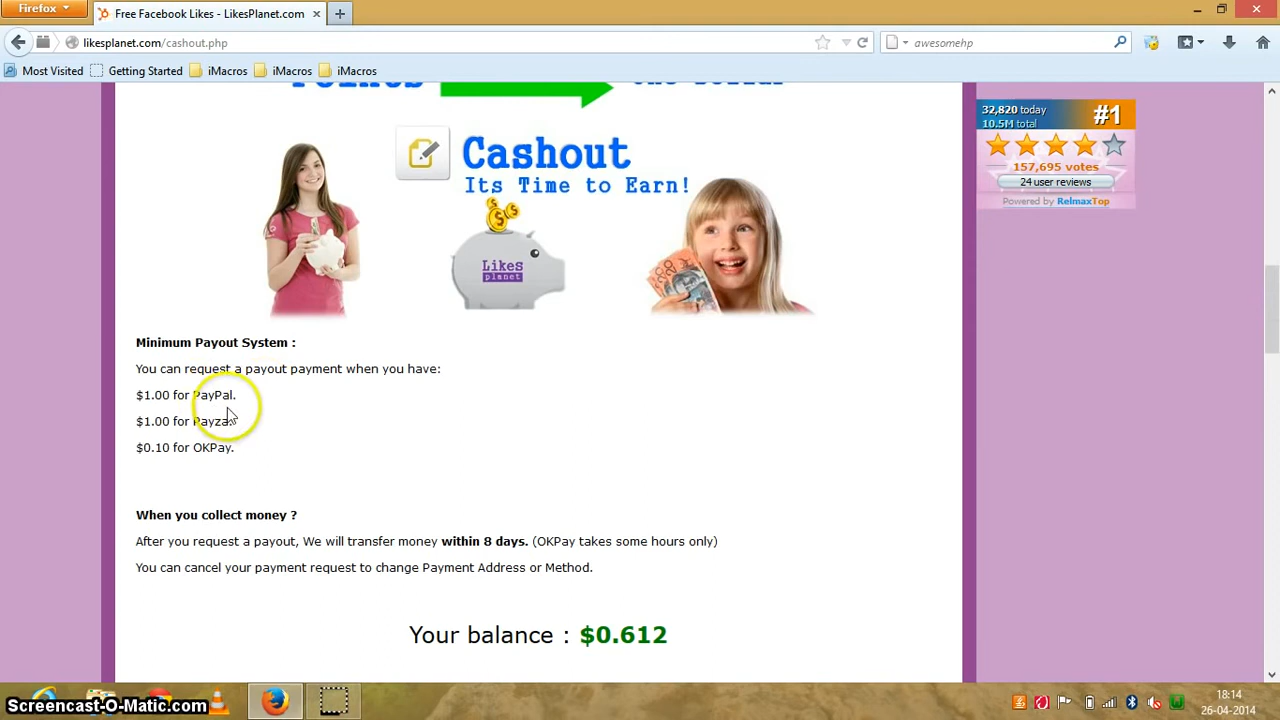 Firefox
Free Facebook Likes - LikesPlanet.com
likesplanet.com/cashout.php
awesomehp
Most Visited
Getting Started
iMacros
iMacros
iMacros
32,820 today
10.5M total
#1
157,695 votes
24 user reviews
Powered by RelmaxTop
Cashout
Its Time to Earn!
Likes
planet
Minimum Payout System :
You can request a payout payment when you have:
$1.00 for PayPal.
$1.00 for Payza.
$0.10 for OKPay.
When you collect money ?
After you request a payout, We will transfer money within 8 days. (OKPay takes some hours only)
You can cancel your payment request to change Payment Address or Method.
Your balance : $0.612
Screencast-O-Matic.com
18:14
26-04-2014